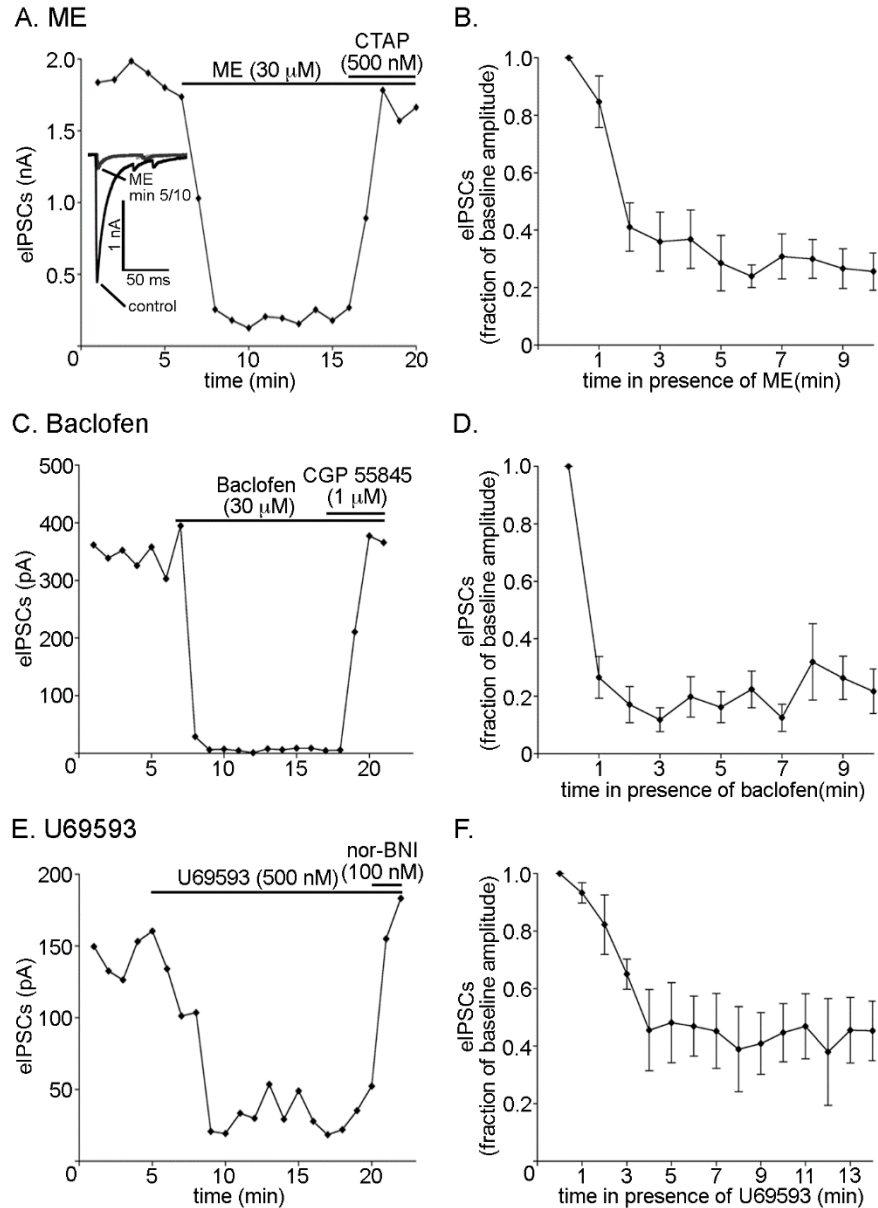 A. ME
CTAP
(500 nM)
ME (30 µM)
2.0
1.5
1.0
0.5
0
5
10
15
20
eIPSCs (nA)
time (min)
ME
min 5/10
1 nA
50 ms
control
B.
1.0
0.8
0.6
0.4
0.2
0
1
3
5
7
9
eIPSCs
(fraction of baseline amplitude)
time in presence of ME(min)
C. Baclofen
CGP 55845
(1 µM)
Baclofen
(30 µM)
500
400
300
200
100
0
0
5
10
15
20
eIPSCs (pA)
time (min)
D.
1.0
0.8
0.6
0.4
0.2
0
1
3
5
7
9
eIPSCs
(fraction of baseline amplitude)
time in presence of baclofen(min)
E. U69593
nor-BNI
(100 nM)
U69593 (500 nM)
200
150
100
50
0
5
10
15
20
eIPSCs (pA)
time (min)
F.
1.0
0.8
0.6
0.4
0.2
0
1
3
5
7
9
11
13
eIPSCs
(fraction of baseline amplitude)
time in presence of U69593 (min)